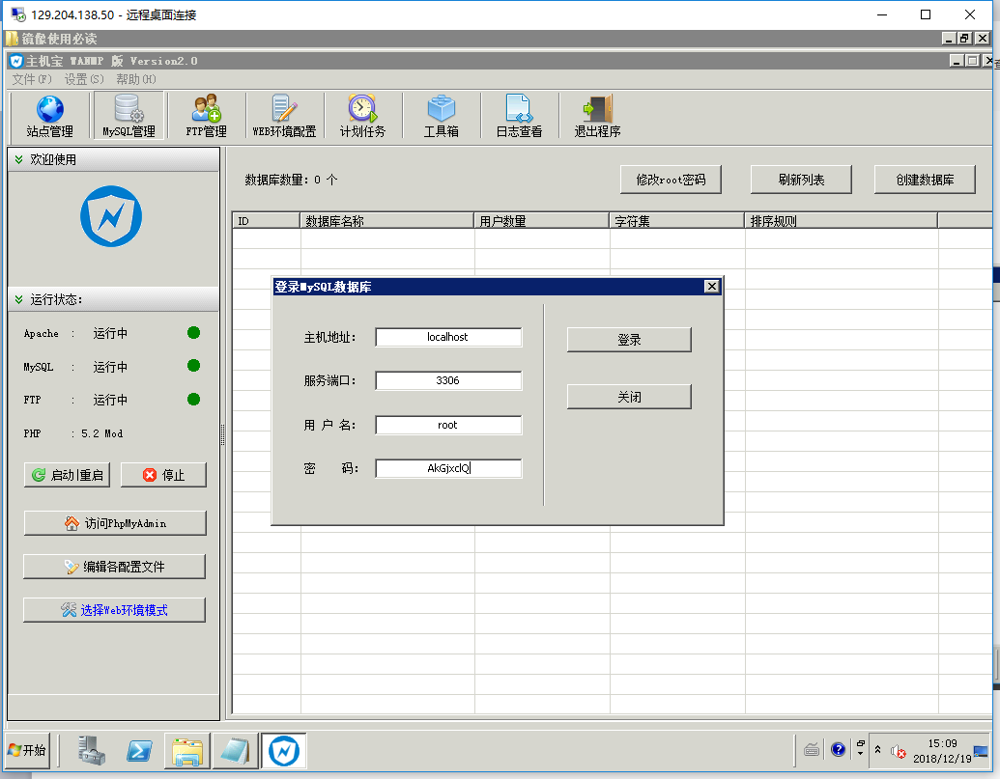 129.204.138.50 - 远程桌面连接
镜像使用必读
主机宝 WAMMP 版 Version2.0
文件(F) 设置(S) 帮助(H)
站点管理 MySQL管理 FTP管理 WEB环境配置 计划任务 工具箱 日志查看 退出程序
欢迎使用
数据库数量: 0 个
修改root密码 刷新列表 创建数据库
ID 数据库名称 用户数量 字符集 排序规则
登录MySQL数据库
主机地址: localhost
登录
服务端口: 3306
关闭
用 户 名: root
密 码: AkGjxclQ
运行状态:
Apache : 运行中
MySQL : 运行中
FTP : 运行中
PHP : 5.2 Mod
启动|重启 停止
访问PhpMyAdmin
编辑各配置文件
选择Web环境模式
开始
15:09
2018/12/19